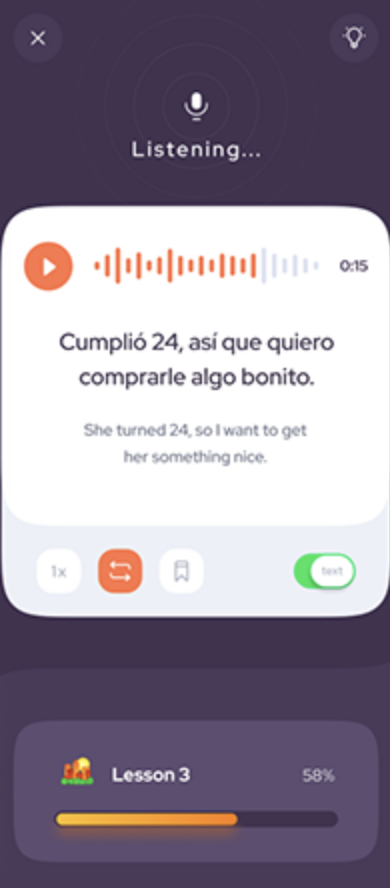 Listening...
0:15
Cumplió 24, así que quiero
comprarle algo bonito.
She turned 24, so I want to get
her something nice.
1x
text
Lesson 3
58%